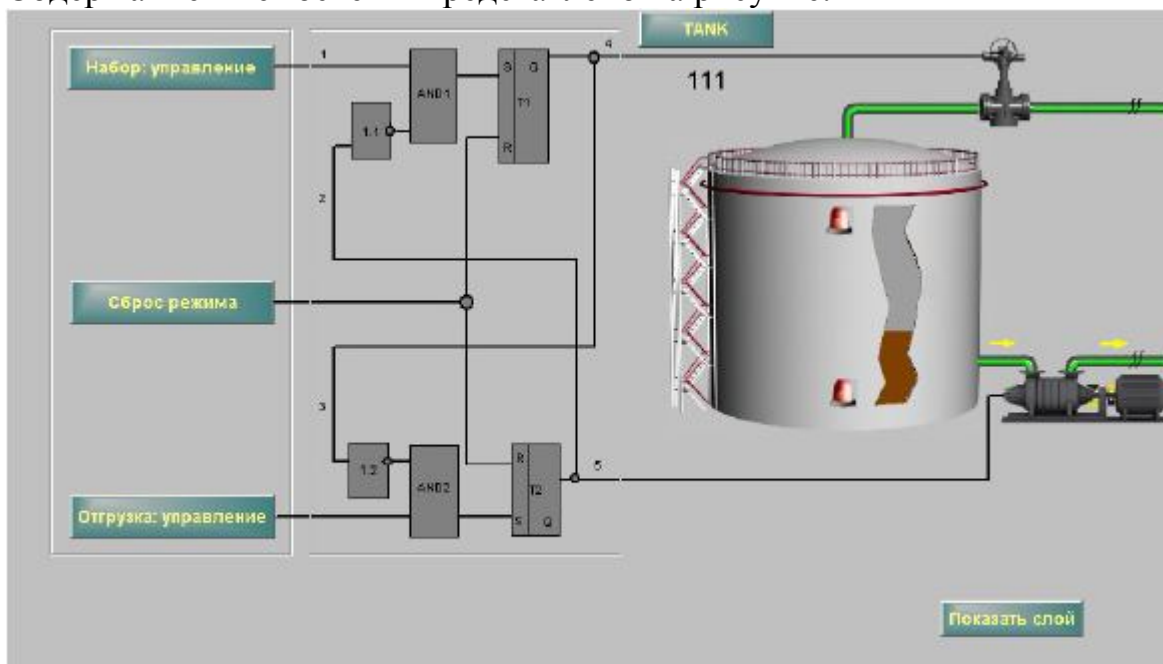 TANK
Набор: управление
1
AND1
S
Q
T1
R
4
111
1.1
2
Сброс режима
3
1.2
AND2
R
T2
S
Q
5
Отгрузка: управление
Показать слой